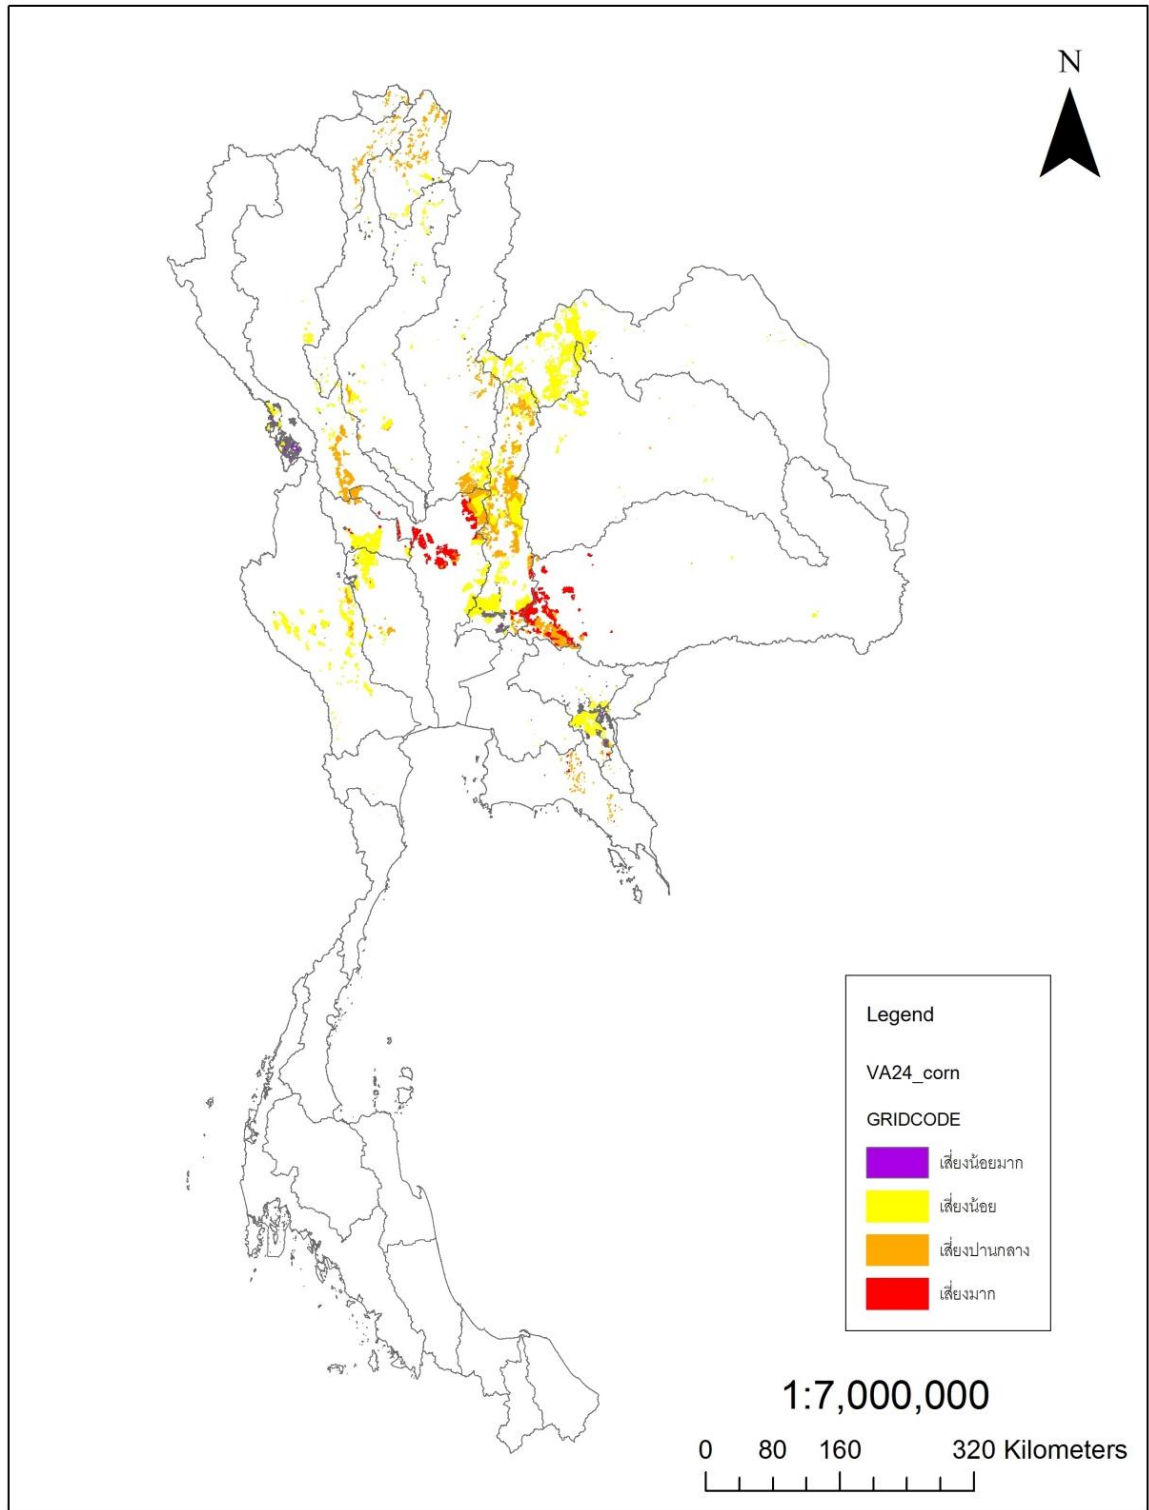 N
Legend
VA24_corn
GRIDCODE
เสี่ยงน้อยมาก
เสี่ยงน้อย
เสี่ยงปานกลาง
เสี่ยงมาก
1:7,000,000
0 80 160 320 Kilometers